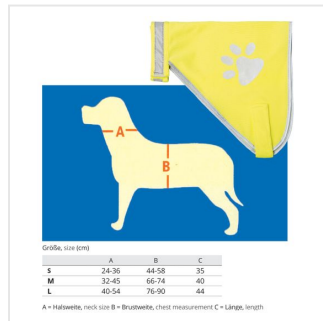 A
B
Größe, size (cm)
A B C
S 24-36 44-58 35
M 32-45 66-74 40
L 40-54 76-90 44
A = Halsweite, neck size B = Brustweite, chest measurement C = Länge, length